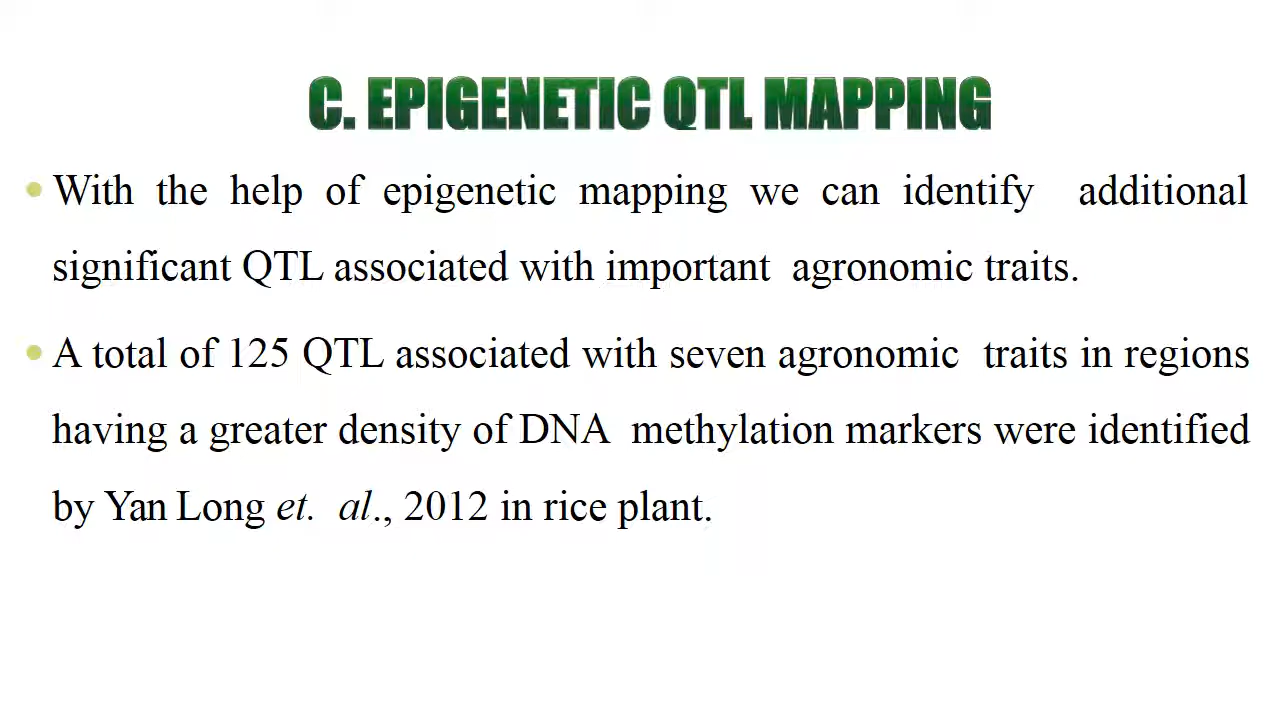 C. EPIGENETIC QTL MAPPING
With the help of epigenetic mapping we can identify additional
significant QTL associated with important agronomic traits.
A total of 125 QTL associated with seven agronomic traits in regions
having a greater density of DNA methylation markers were identified
by Yan Long et. al., 2012 in rice plant.